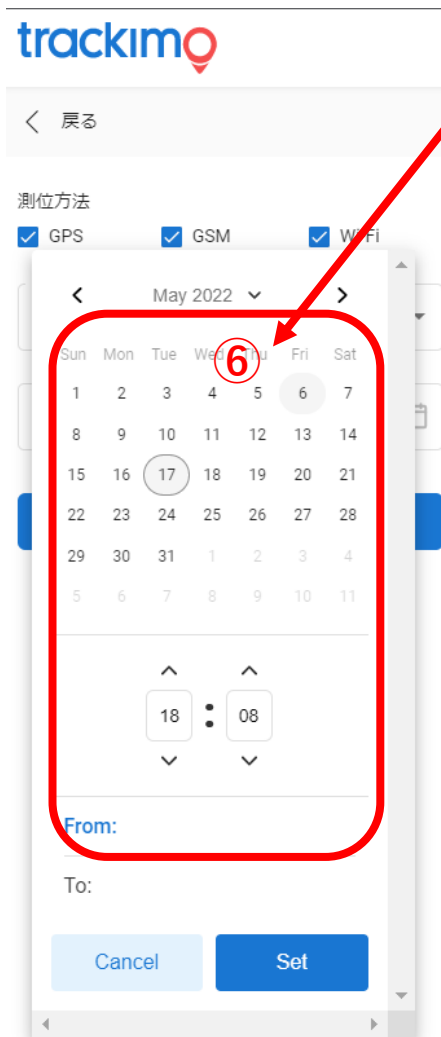 trackimo
戻る
測位方法
GPS GSM Wi-Fi
May 2022
Sun Mon Tue Wed Thu Fri Sat
⑥
1 2 3 4 5 6 7
8 9 10 11 12 13 14
15 16 17 18 19 20 21
22 23 24 25 26 27 28
29 30 31 1 2 3 4
5 6 7 8 9 10 11
18 : 08
From:
To:
Cancel Set